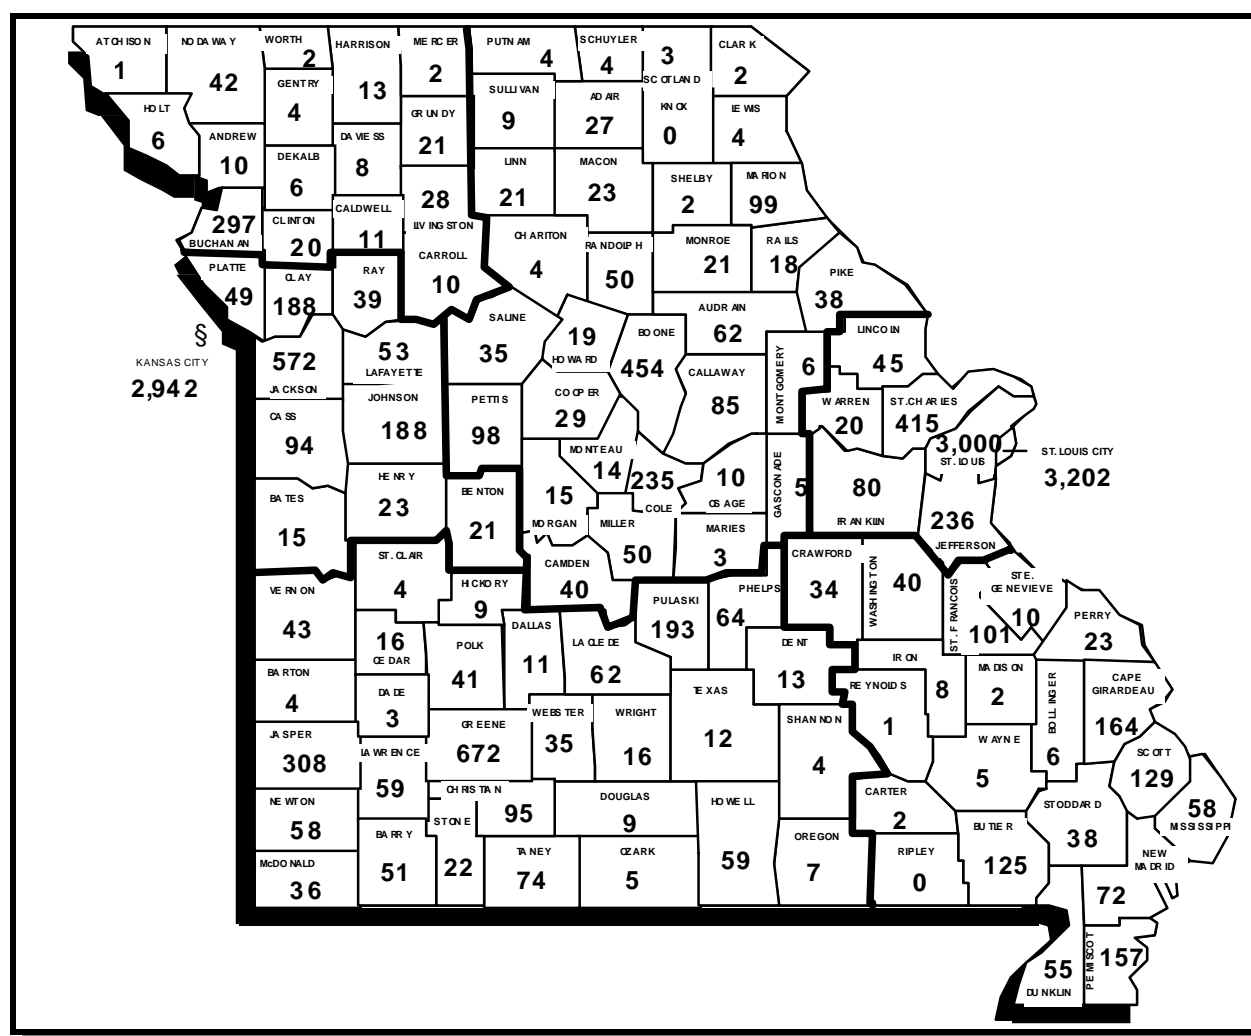 ATCHISON
1
NODAWAY
42
WORTH
2
HARRISON
13
MERCER
2
PUTNAM
4
SCHUYLER
4
3
SCOTLAND
CLARK
2
HOLT
6
ANDREW
10
GENTRY
4
DEKALB
6
DAVIESS
8
GRUNDY
21
SULLIVAN
9
ADAIR
27
KNOX
0
LEWIS
4
LINN
21
MACON
23
SHELBY
2
MARION
99
297
BUCHANAN
CLINTON
20
CALDWELL
11
28
LIVINGSTON
CARROLL
10
CHARITON
4
RANDOLPH
50
MONROE
21
RALLS
18
PIKE
38
PLATTE
49
CLAY
188
RAY
39
SALINE
35
19
HOWARD
BOONE
454
AUDRAIN
62
CALLAWAY
85
MONTGOMERY
6
LINCOLN
45
§
KANSAS CITY
2,942
572
JACKSON
53
LAFAYETTE
JOHNSON
188
PETTIS
98
COOPER
29
WARREN
20
ST.CHARLES
415
3,000
ST. LOUIS
ST. LOUIS CITY
3,202
CASS
94
MONITEAU
14
235
COLE
10
OSAGE
GASCONADE
5
80
FRANKLIN
236
JEFFERSON
BATES
15
HENRY
23
BENTON
21
15
MORGAN
MILLER
50
MARIES
3
CAMDEN
40
ST. CLAIR
4
HICKORY
9
VERNON
43
PULASKI
193
PHELPS
64
CRAWFORD
34
WASHINGTON
40
ST. FRANCOIS
101
STE.
GENEVIEVE
10
PERRY
23
16
CEDAR
POLK
41
DALLAS
11
LACLEDE
62
DENT
13
IRON
8
REYNOLDS
1
MADISON
2
BOLLINGER
6
CAPE
GIRARDEAU
164
BARTON
4
DADE
3
GREENE
672
WEBSTER
35
WRIGHT
16
TEXAS
12
SHANNON
4
WAYNE
5
SCOTT
129
JASPER
308
LAWRENCE
59
CHRISTIAN
95
DOUGLAS
9
HOWELL
59
CARTER
2
BUTLER
125
STODDARD
38
58
MISSISSIPPI
NEWTON
58
STONE
22
BARRY
51
TANEY
74
OZARK
5
OREGON
7
RIPLEY
0
NEW
MADRID
72
McDONALD
36
55
DUNKLIN
PEMISCOT
157